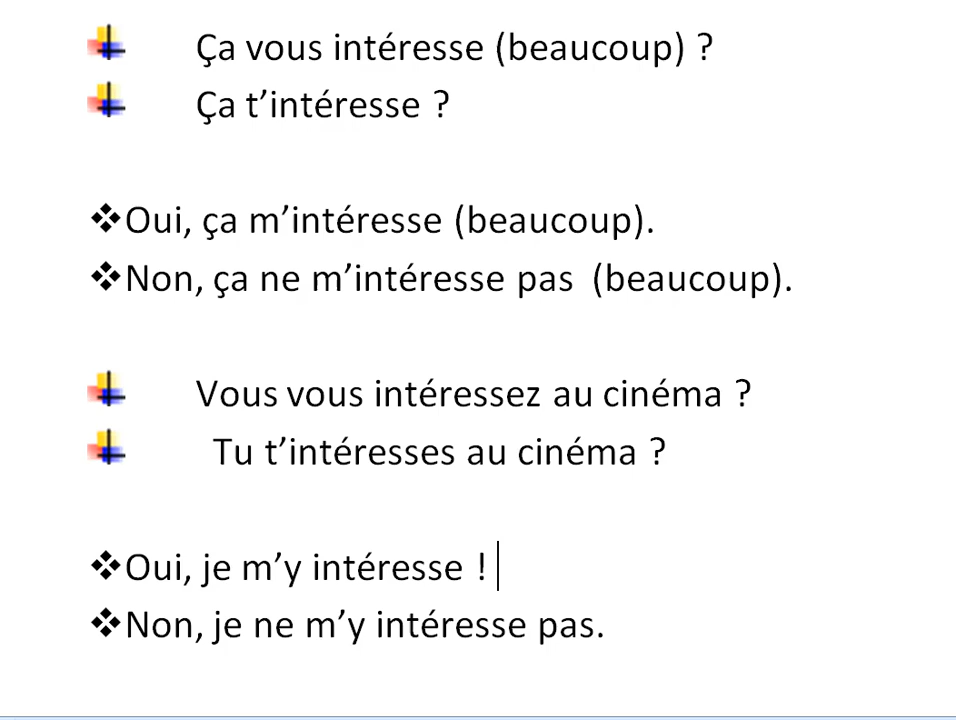 Ça vous intéresse (beaucoup) ?
Ça t’intéresse ?
Oui, ça m’intéresse (beaucoup).
Non, ça ne m’intéresse pas (beaucoup).
Vous vous intéressez au cinéma ?
Tu t’intéresses au cinéma ?
Oui, je m’y intéresse !
Non, je ne m’y intéresse pas.